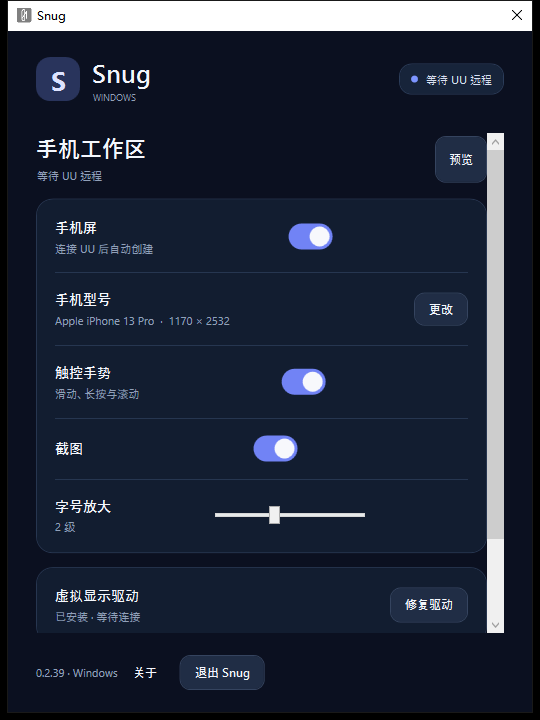 Snug
S
Snug
WINDOWS
等待 UU 远程
手机工作区
等待 UU 远程
预览
手机屏
连接 UU 后自动创建
手机型号
Apple iPhone 13 Pro · 1170 × 2532
更改
触控手势
滑动、长按与滚动
截图
字号放大
2 级
虚拟显示驱动
已安装 · 等待连接
修复驱动
0.2.39 · Windows
关于
退出 Snug